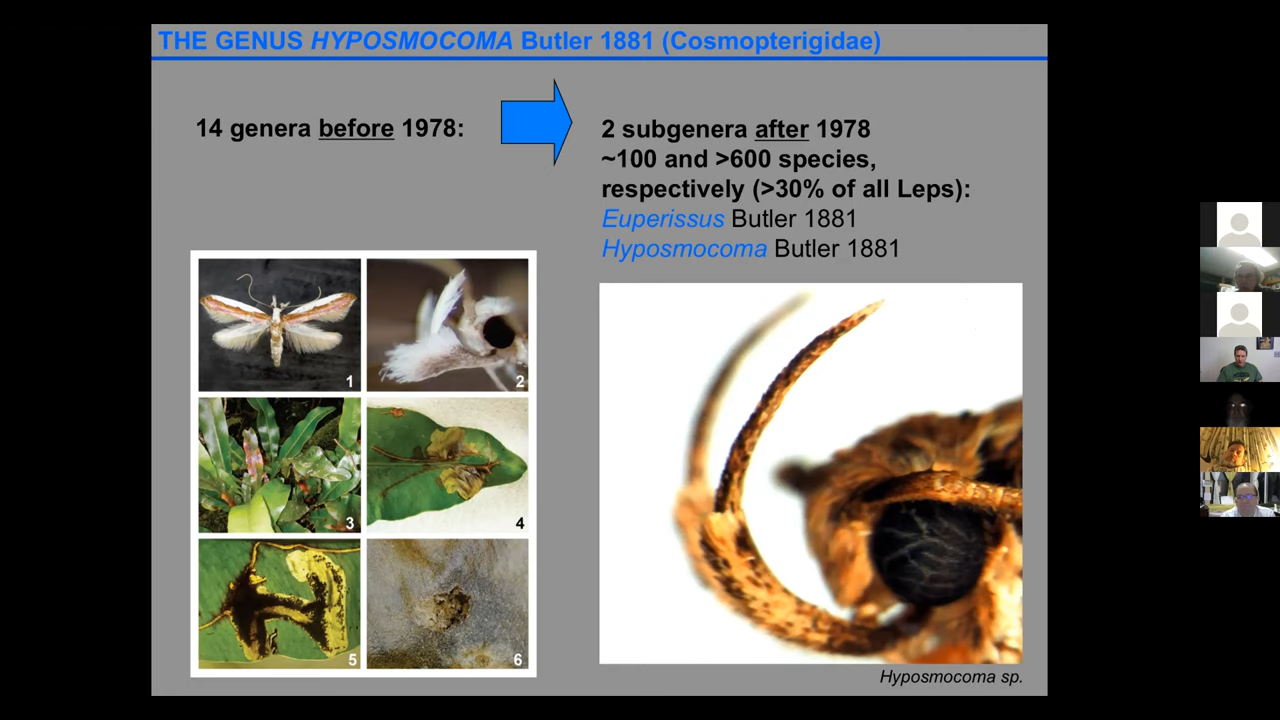 THE GENUS HYPOSMOCOMA Butler 1881 (Cosmopterigidae)
14 genera before 1978:
2 subgenera after 1978
~100 and >600 species,
respectively (>30% of all Leps):
Euperissus Butler 1881
Hyposmocoma Butler 1881
1
2
3
4
5
6
Hyposmocoma sp.